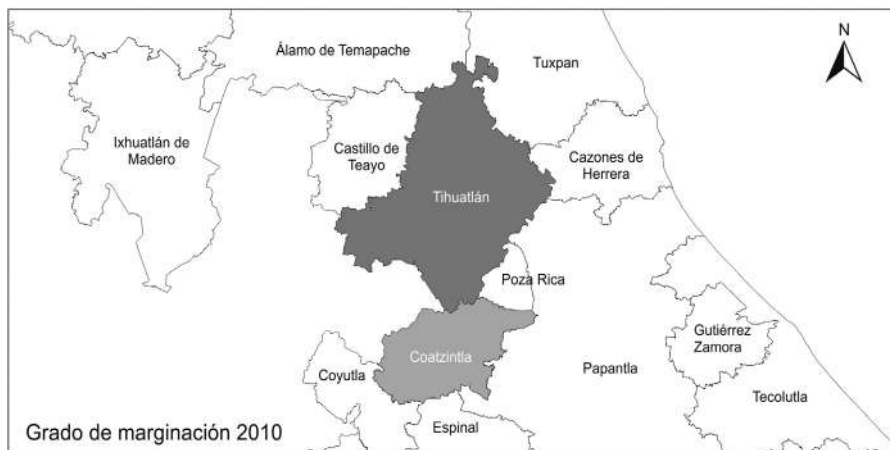 Álamo de Temapache
Tuxpan
N
Ixhuatlán de
Madero
Castillo de
Teayo
Cazones de
Herrera
Tihuatlán
Poza Rica
Gutiérrez
Zamora
Coatzintla
Coyutla
Papantla
Tecolutla
Espinal
Grado de marginación 2010